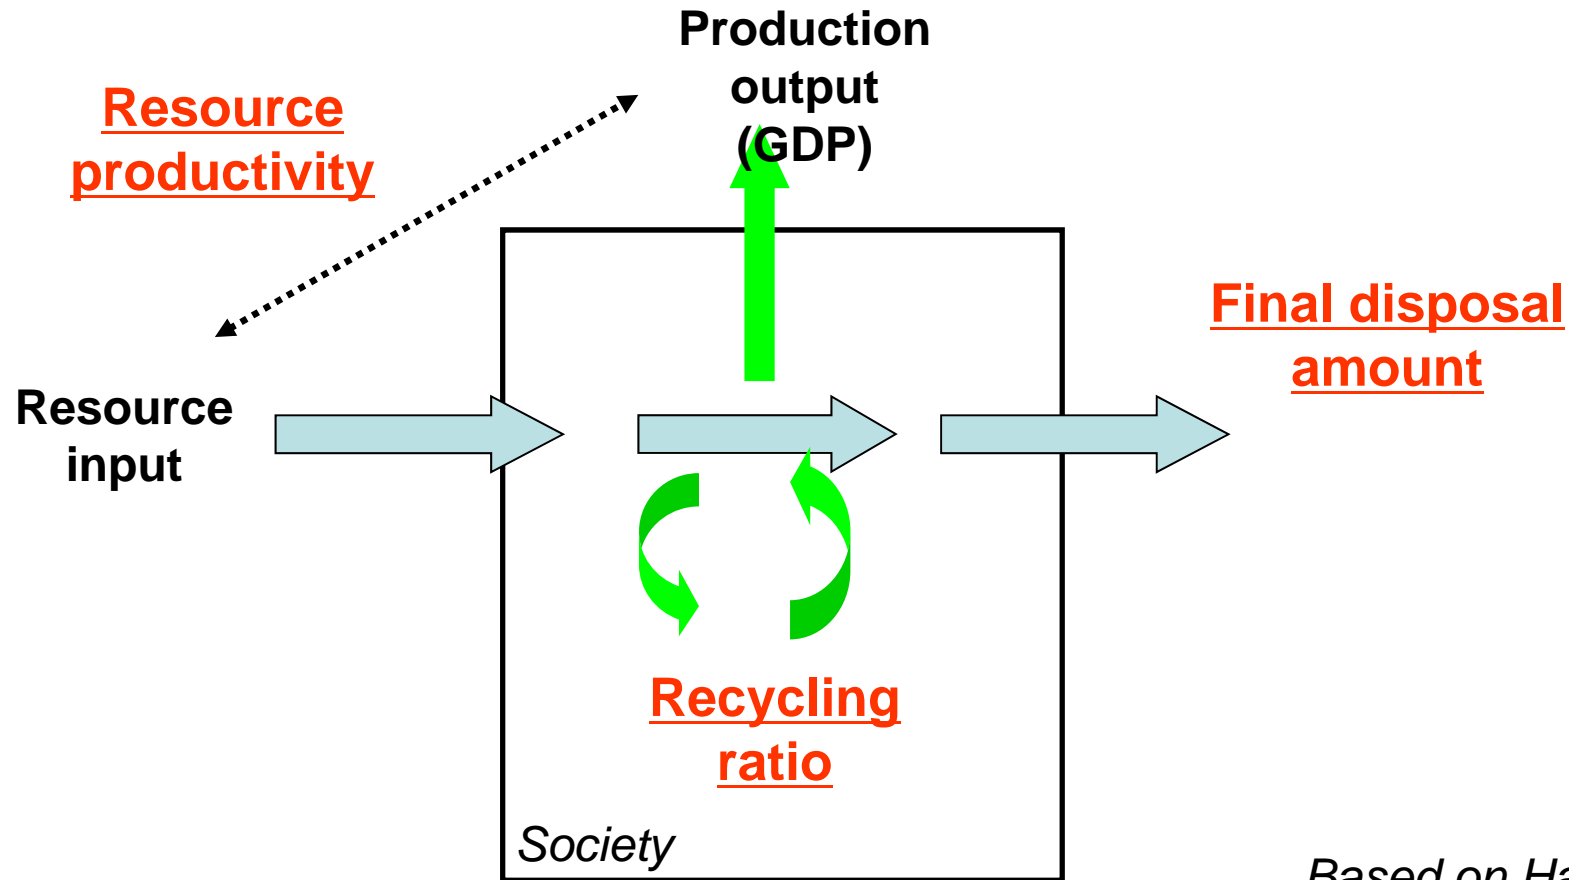 Production
output
(GDP)
Resource
productivity
Final disposal
amount
Resource
input
Recycling
ratio
Society
Based on